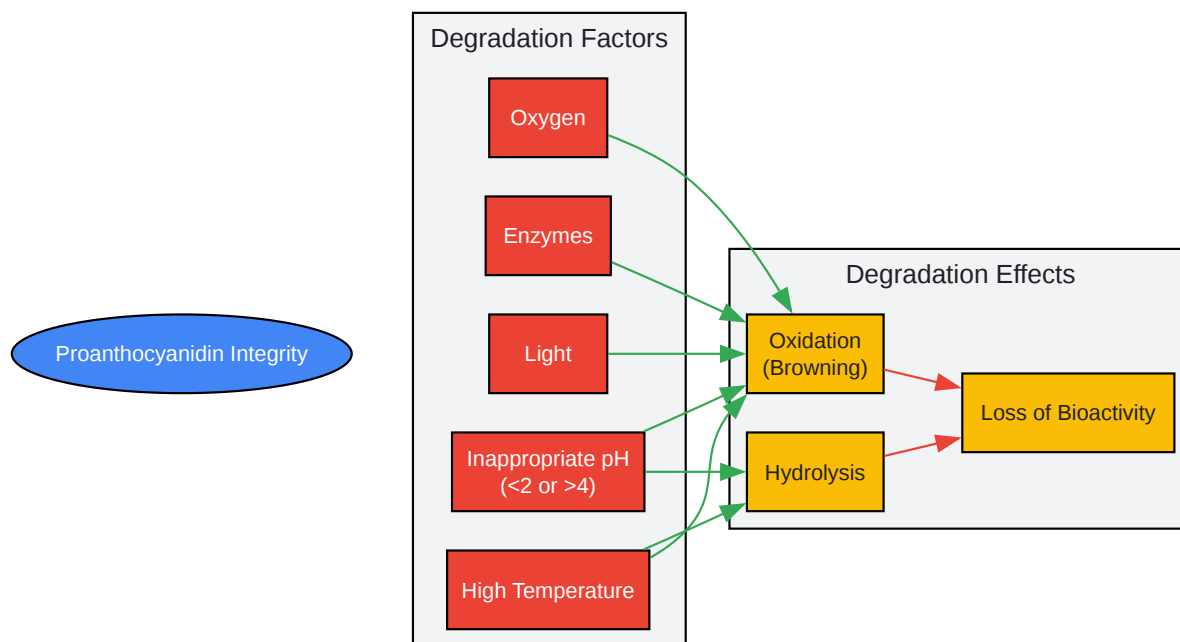 Proanthocyanidin Integrity
Degradation Factors
Oxygen
Enzymes
Light
Inappropriate pH
(<2 or >4)
High Temperature
Degradation Effects
Oxidation
(Browning)
Hydrolysis
Loss of Bioactivity